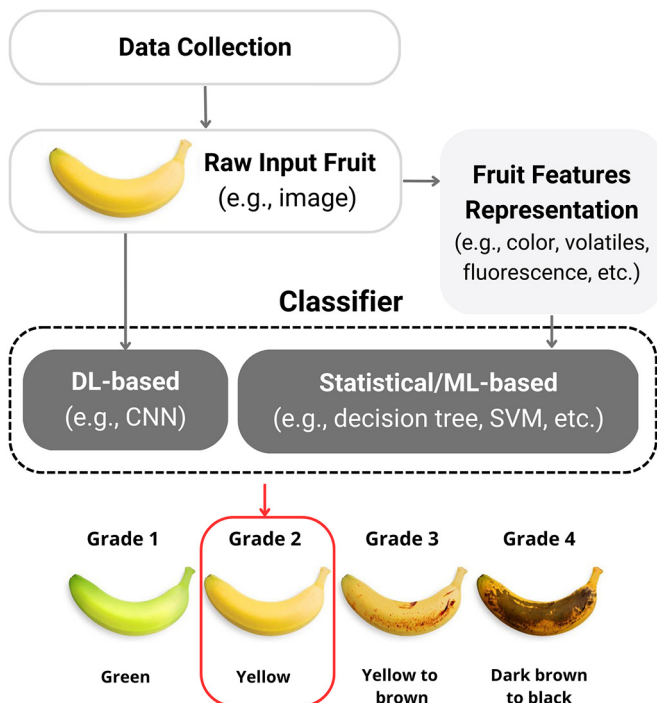 Data Collection
Raw Input Fruit
(e.g., image)
Fruit Features
Representation
(e.g., color, volatiles,
fluorescence, etc.)
Classifier
DL-based
(e.g., CNN)
Statistical/ML-based
(e.g., decision tree, SVM, etc.)
Grade 1
Grade 2
Grade 3
Grade 4
Green
Yellow
Yellow to
brown
Dark brown
to black